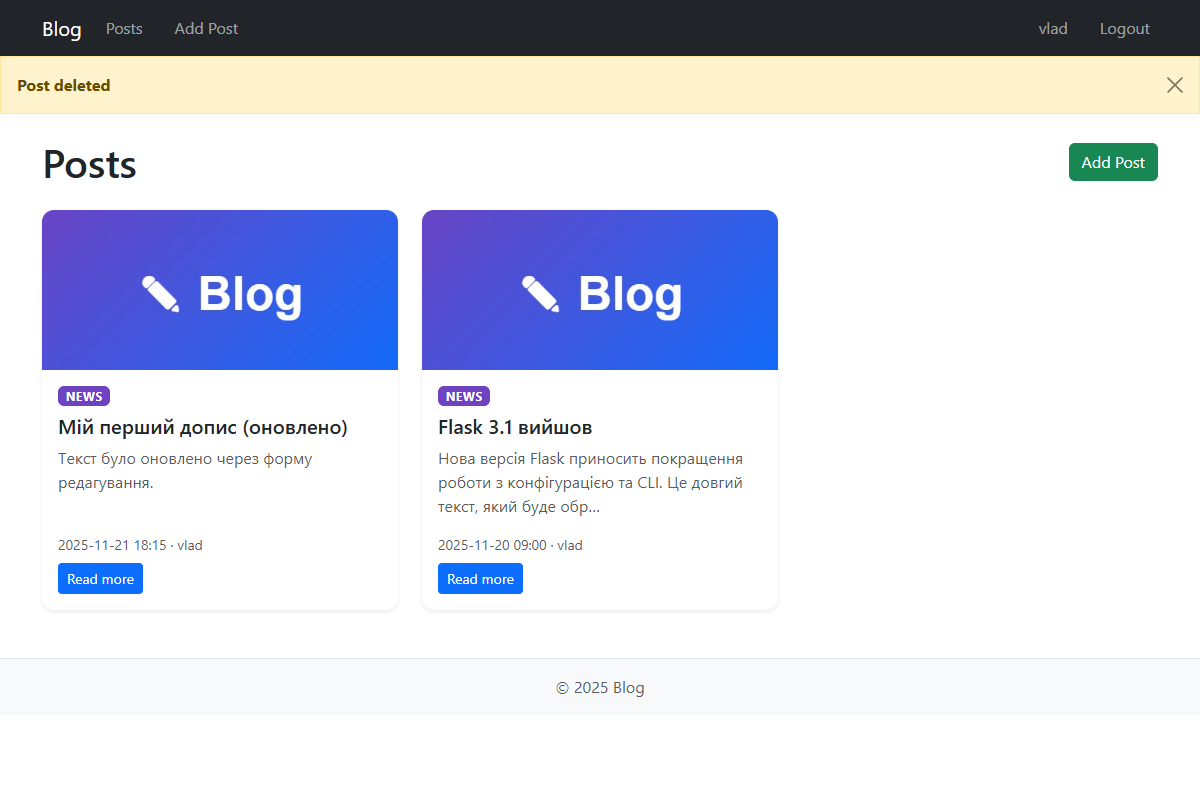 Blog Posts Add Post vlad Logout
Post deleted
Posts
Add Post
Blog
NEWS
Мій перший допис (оновлено)
Текст було оновлено через форму
редагування.
2025-11-21 18:15 · vlad
Read more
Blog
NEWS
Flask 3.1 вийшов
Нова версія Flask приносить покращення
роботи з конфігурацією та CLI. Це довгий
текст, який буде обр...
2025-11-20 09:00 · vlad
Read more
© 2025 Blog